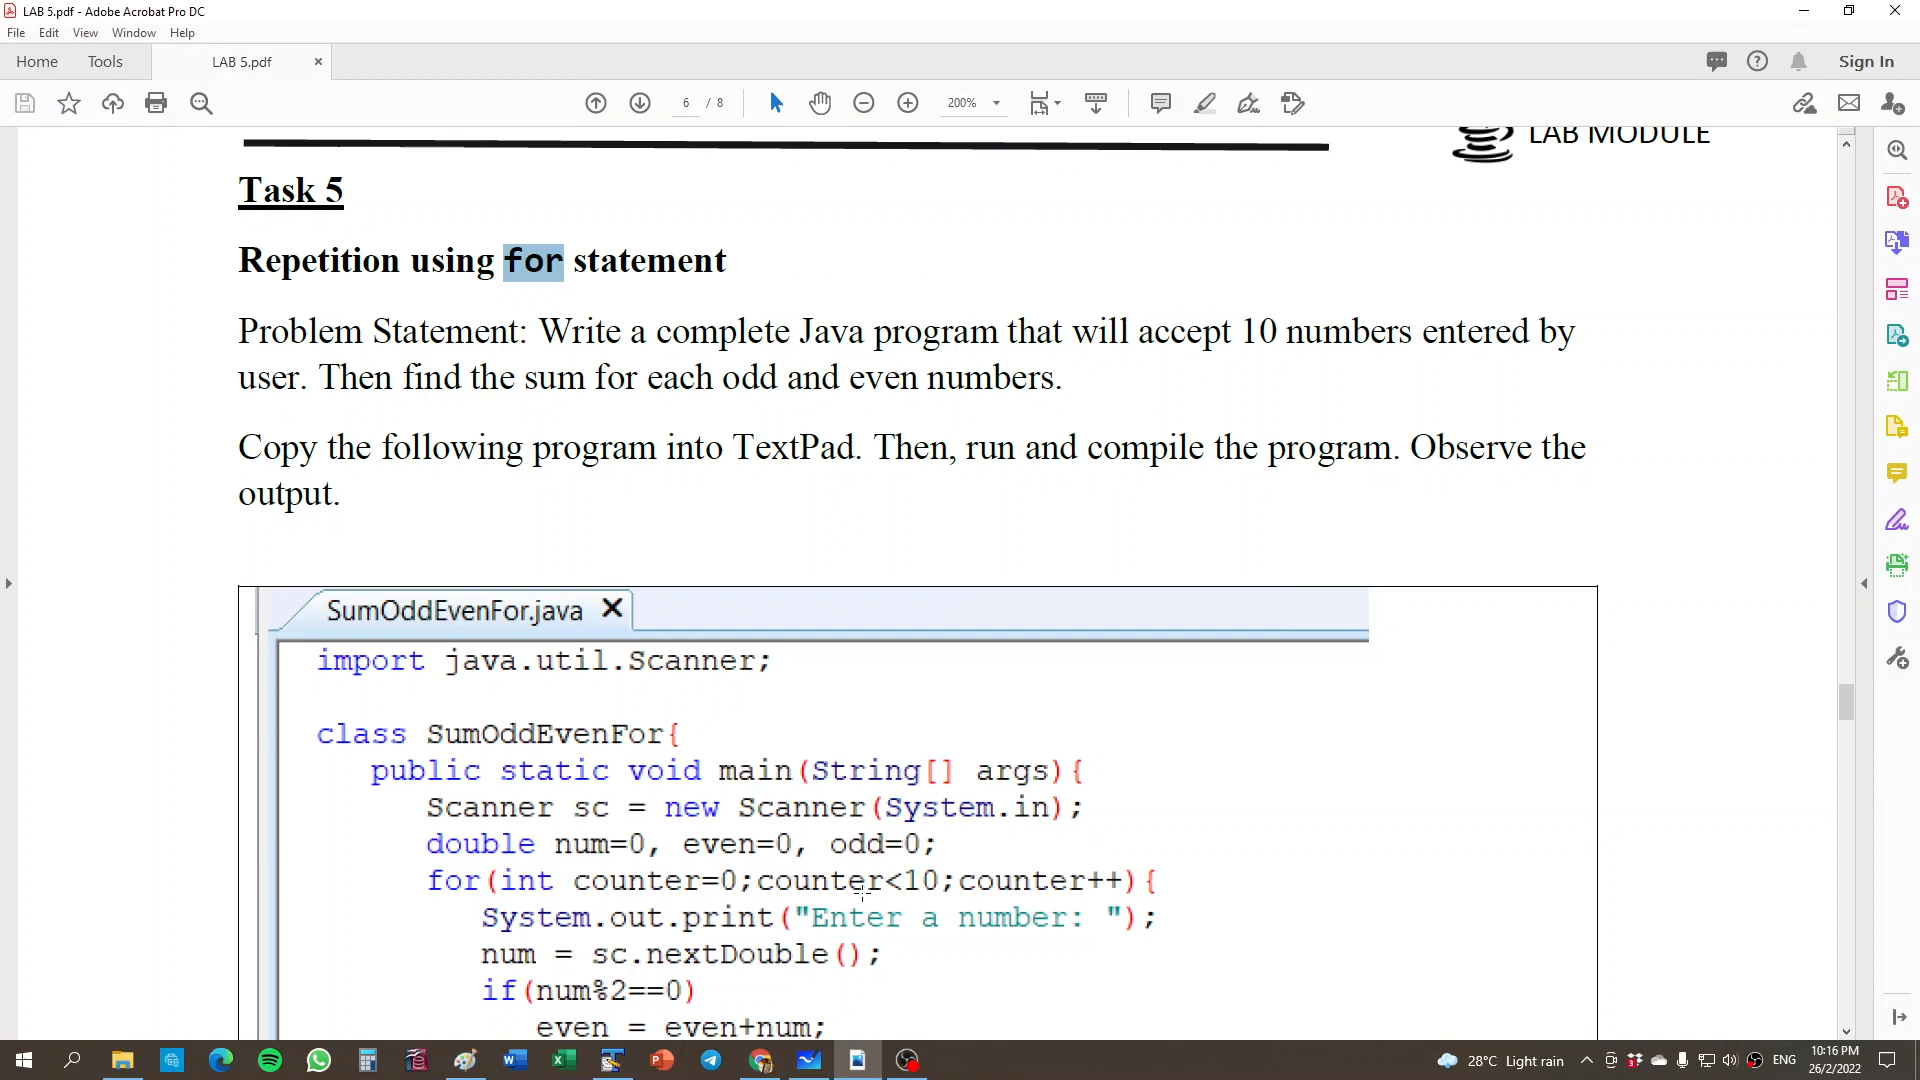 LAB 5.pdf - Adobe Acrobat Pro DC
File Edit View Window Help
Home Tools LAB 5.pdf × Sign In
6 / 8 200%
LAB MODULE
Task 5
Repetition using for statement
Problem Statement: Write a complete Java program that will accept 10 numbers entered by
user. Then find the sum for each odd and even numbers.
Copy the following program into TextPad. Then, run and compile the program. Observe the
output.
SumOddEvenFor.java X
import java.util.Scanner;
class SumOddEvenFor{
public static void main(String[] args){
Scanner sc = new Scanner(System.in);
double num=0, even=0, odd=0;
for(int counter=0;counter<10;counter++){
System.out.print("Enter a number: ");
num = sc.nextDouble();
if(num%2==0)
even = even+num;
28°C Light rain ENG 10:16 PM
26/2/2022